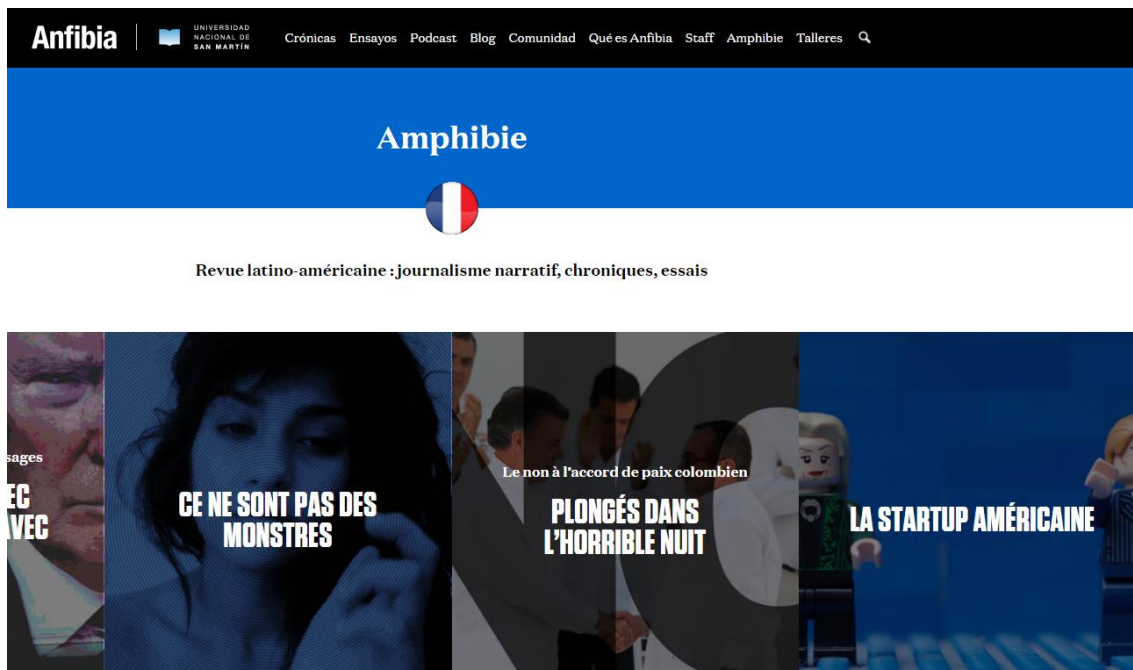 Anfibia
UNIVERSIDAD
NACIONAL DE
SAN MARTÍN
Crónicas Ensayos Podcast Blog Comunidad Qué es Anfibia Staff Amphibie Talleres
Amphibie
Revue latino-américaine : journalisme narratif, chroniques, essais
sages
EC
AVEC
CE NE SONT PAS DES
MONSTRES
NO
Le non à l'accord de paix colombien
PLONGÉS DANS
L'HORRIBLE NUIT
LA STARTUP AMÉRICAINE